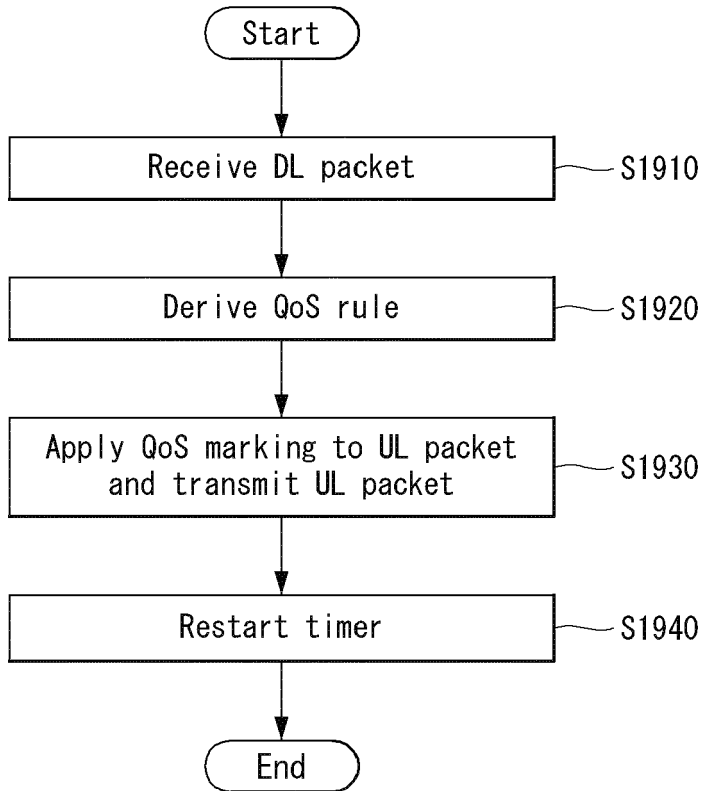 Start
Receive DL packet
S1910
Derive QoS rule
S1920
Apply QoS marking to UL packet
and transmit UL packet
S1930
Restart timer
S1940
End